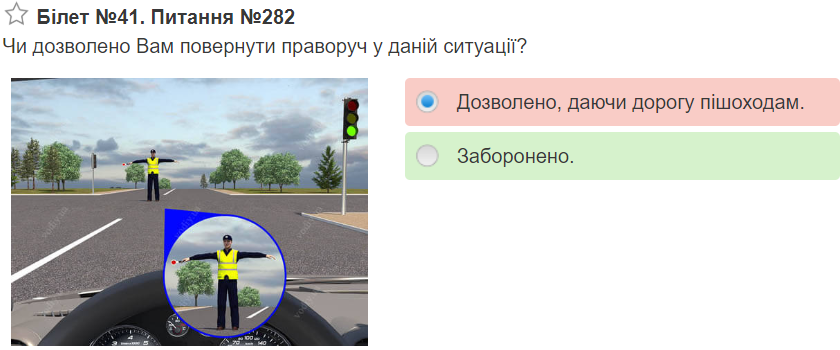 Білет №41. Питання №282
Чи дозволено Вам повернути праворуч у даній ситуації?
Дозволено, даючи дорогу пішоходам.
Заборонено.